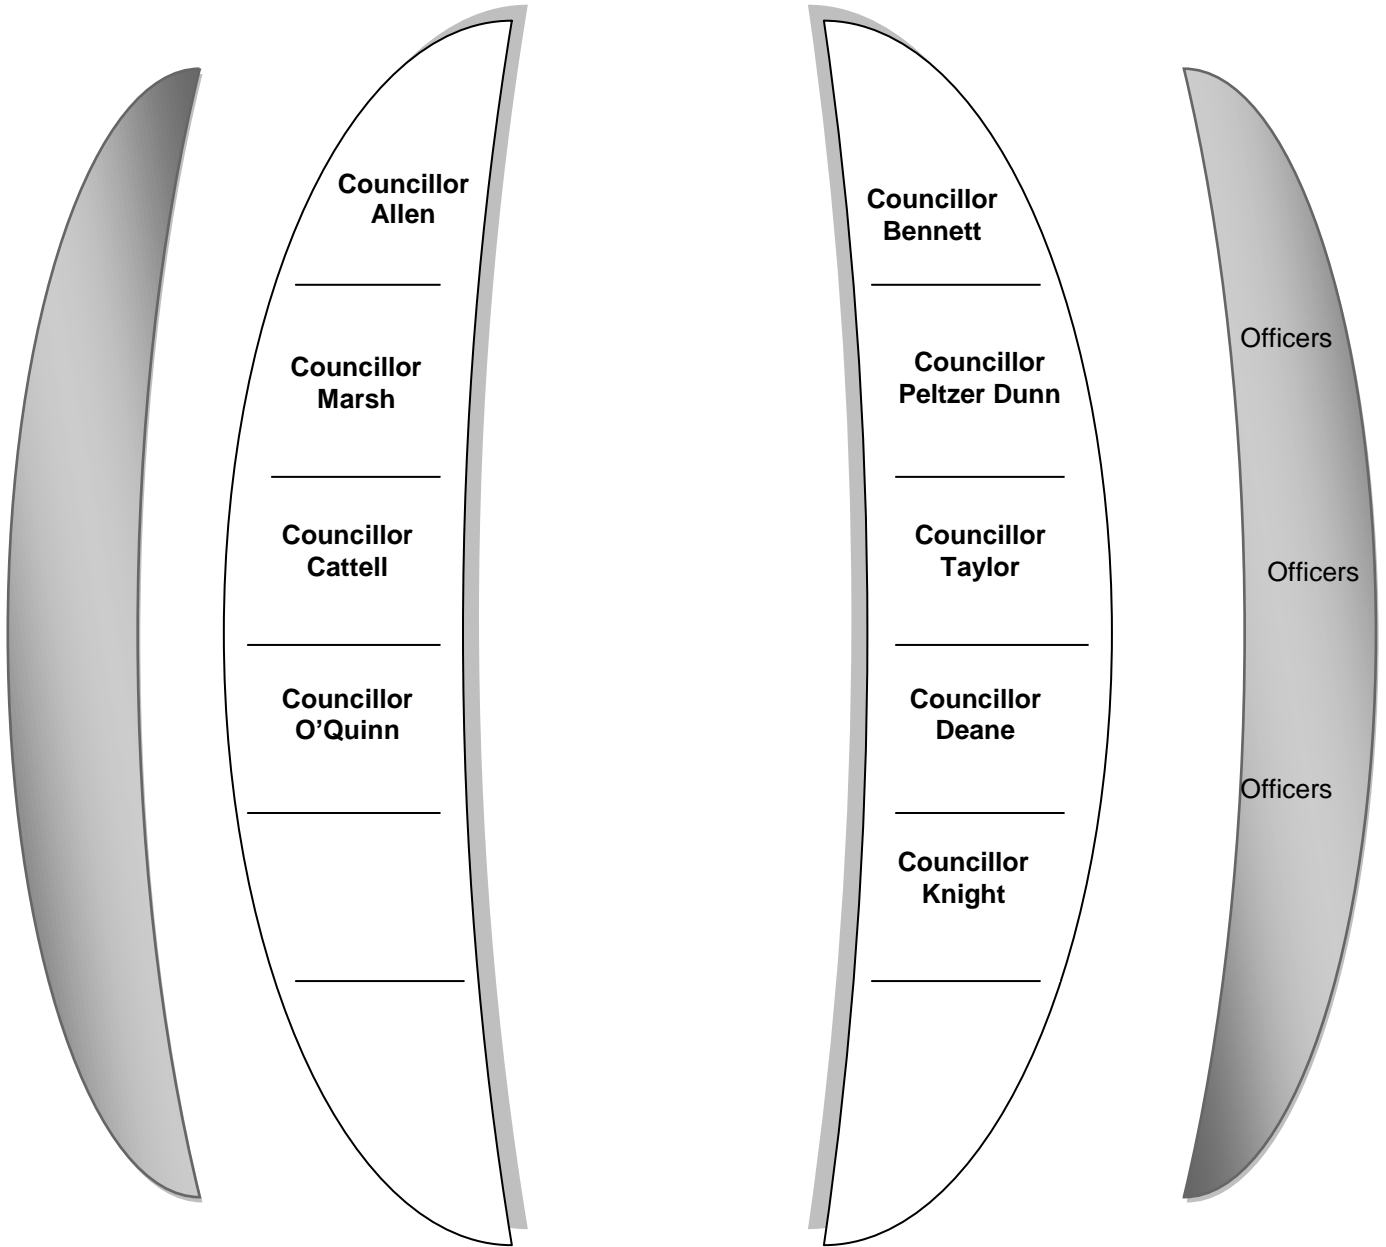 Councillor
Allen
Councillor
Marsh
Councillor
Cattell
Councillor
O’Quinn
Councillor
Bennett
Councillor
Peltzer Dunn
Councillor
Taylor
Councillor
Deane
Councillor
Knight
Officers
Officers
Officers